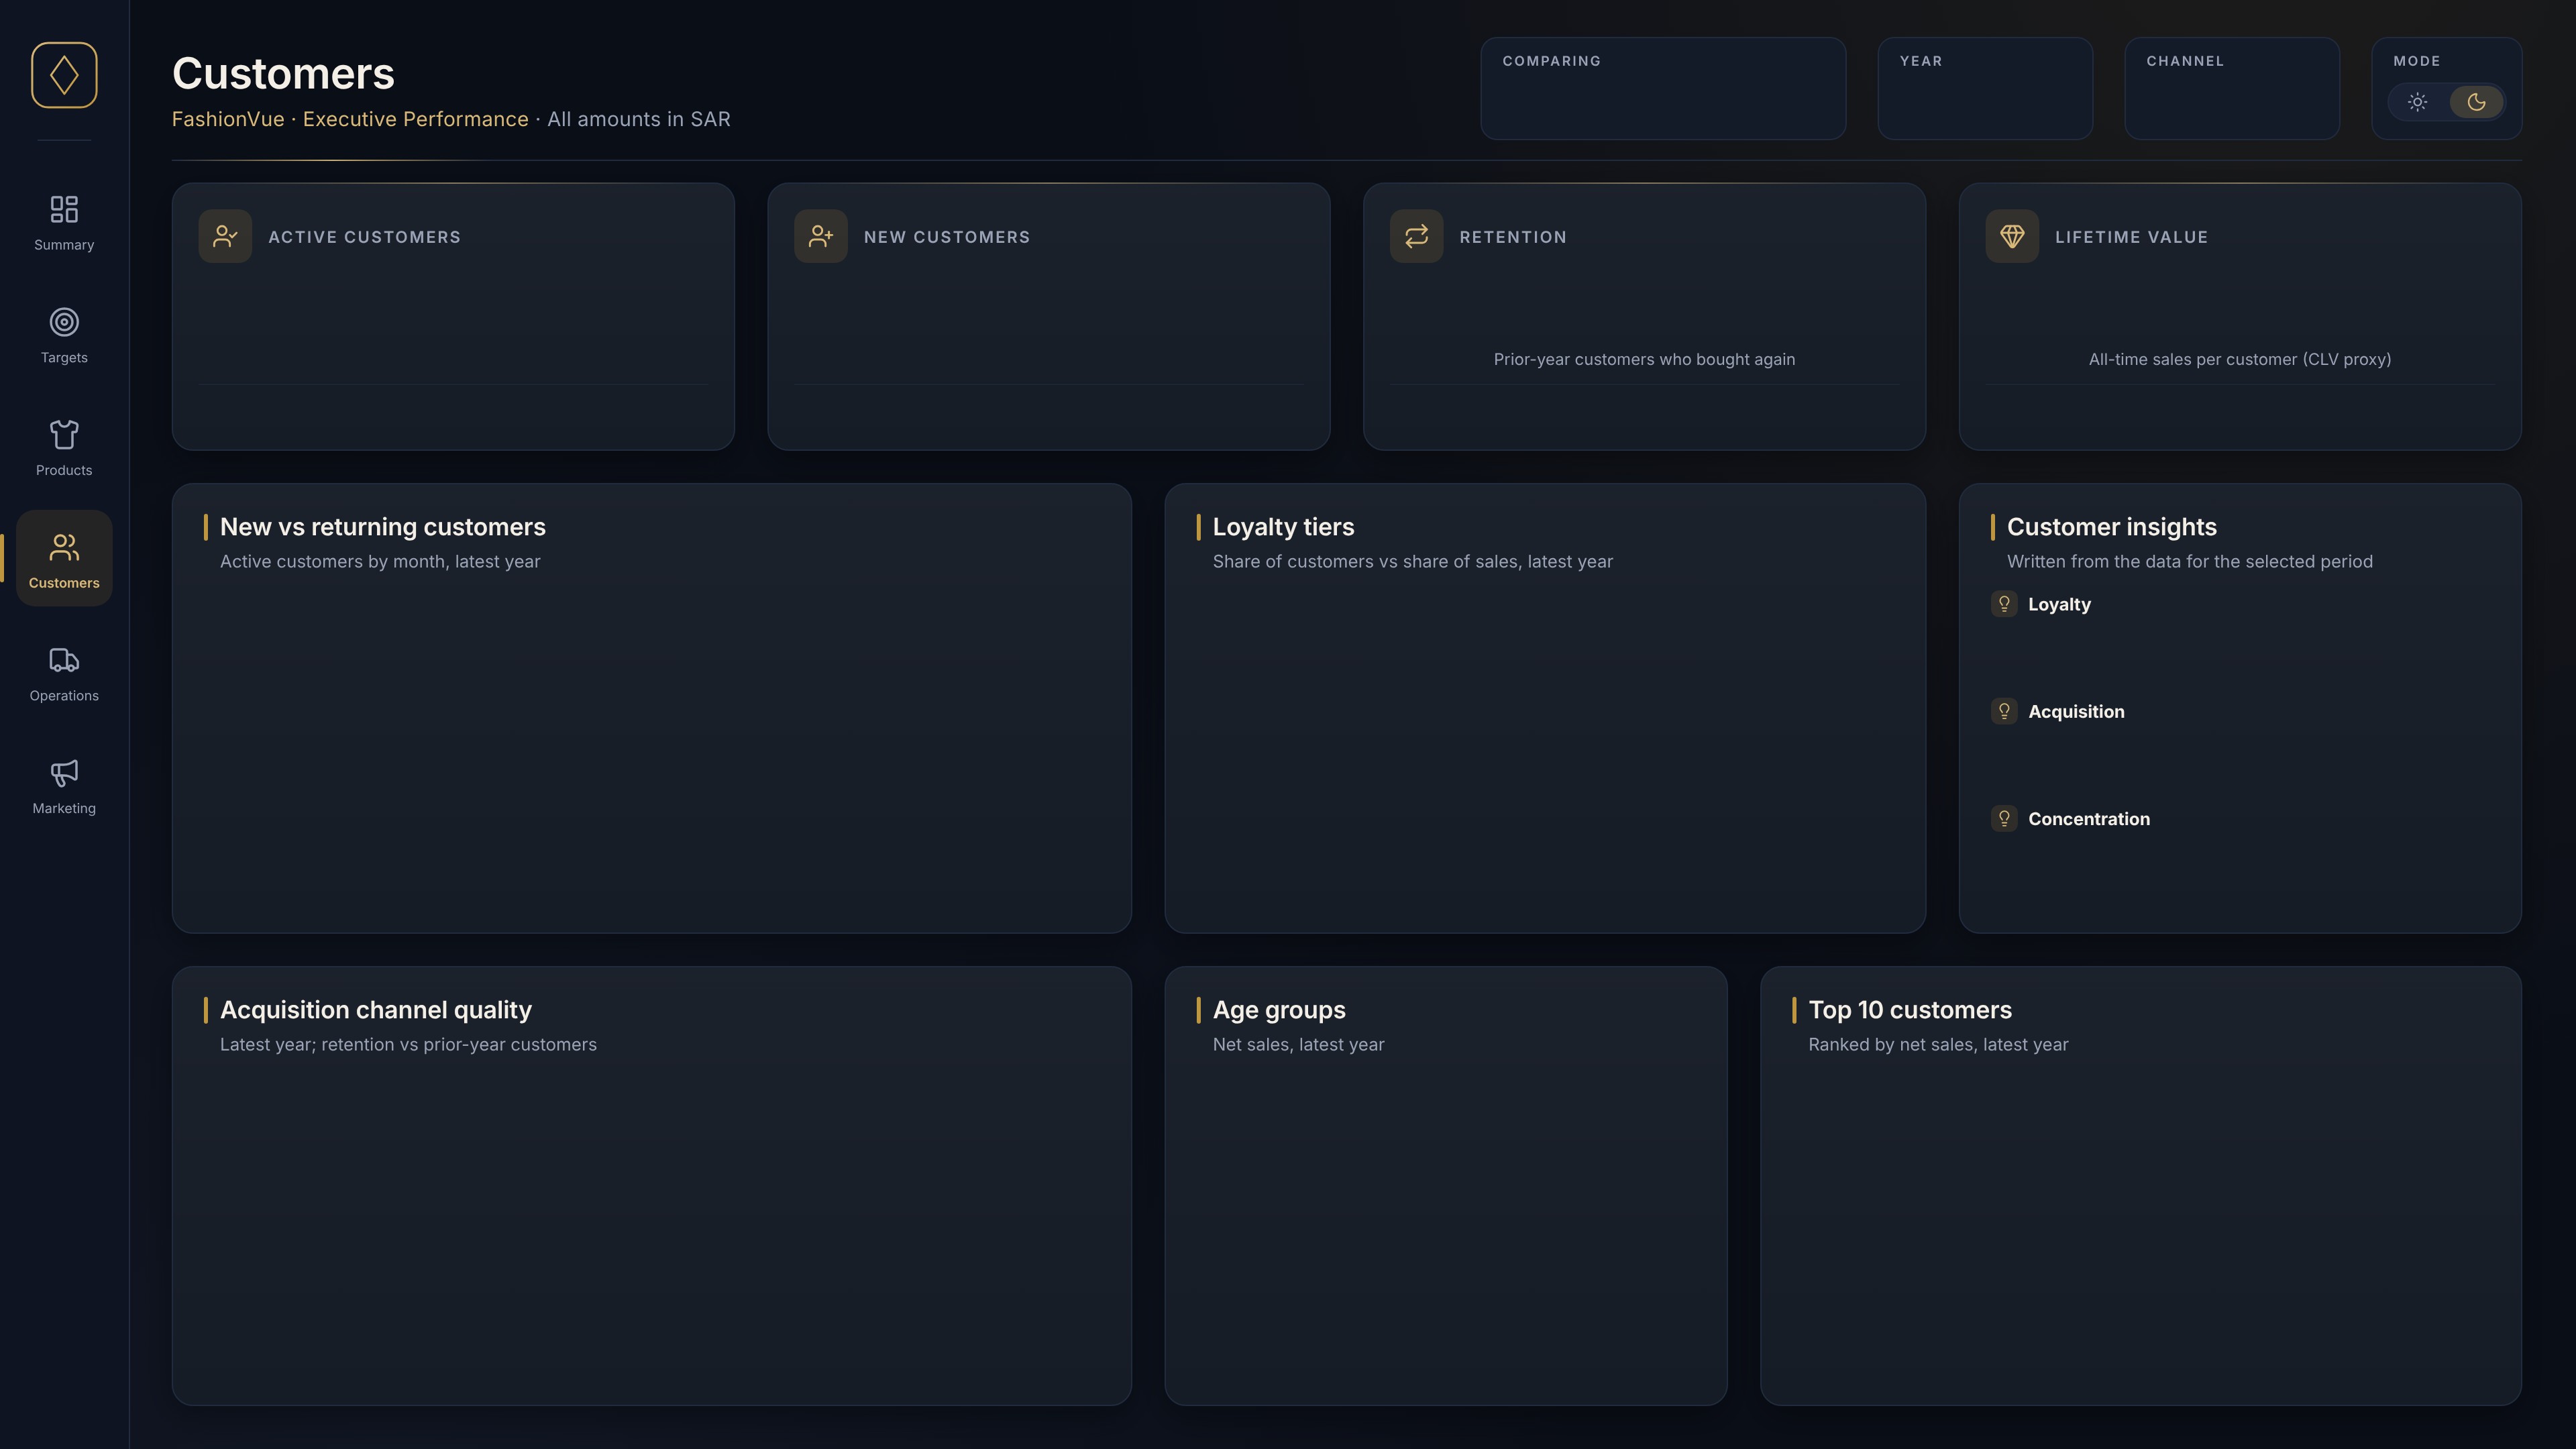 Customers
FashionVue · Executive Performance · All amounts in SAR
COMPARING
YEAR
CHANNEL
MODE
Summary
Targets
Products
Customers
Operations
Marketing
ACTIVE CUSTOMERS
NEW CUSTOMERS
RETENTION
Prior-year customers who bought again
LIFETIME VALUE
All-time sales per customer (CLV proxy)
New vs returning customers
Active customers by month, latest year
Loyalty tiers
Share of customers vs share of sales, latest year
Customer insights
Written from the data for the selected period
Loyalty
Acquisition
Concentration
Acquisition channel quality
Latest year; retention vs prior-year customers
Age groups
Net sales, latest year
Top 10 customers
Ranked by net sales, latest year